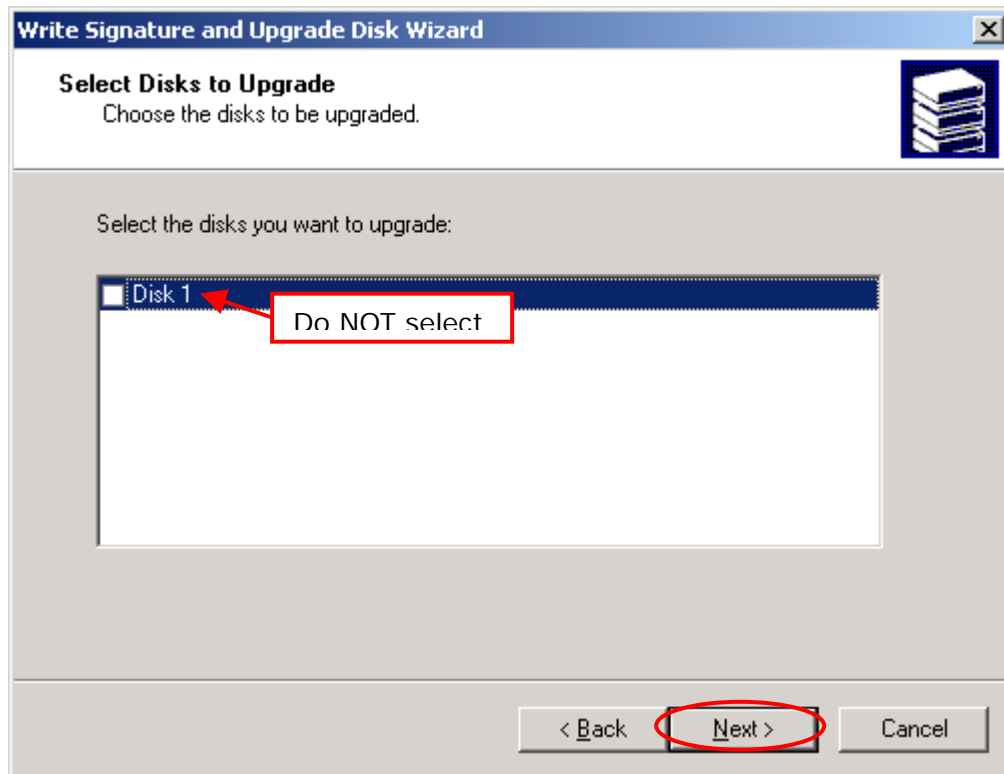 Write Signature and Upgrade Disk Wizard
Select Disks to Upgrade
Choose the disks to be upgraded.
Select the disks you want to upgrade:
Disk 1
Do NOT select
< Back
Next >
Cancel